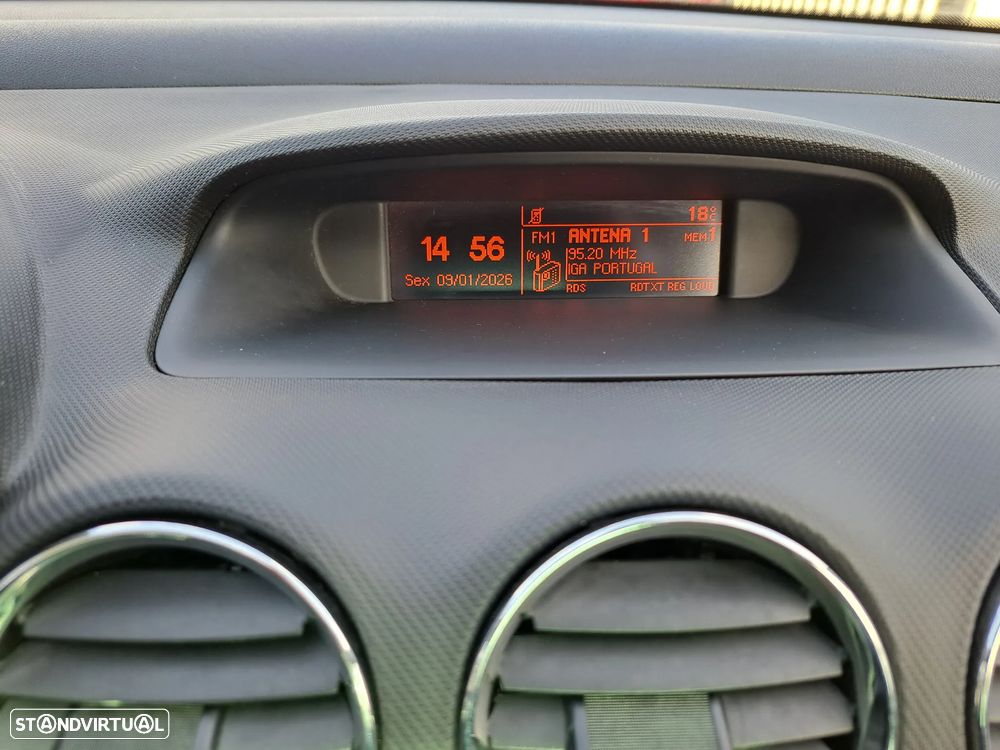 14 56
Sex 09/01/2026
18°C
FM1 ANTENA 1 MEM1
95.20 MHz
IGA PORTUGAL
RDS RDTXT REG LOUD
STANDVIRTUAL